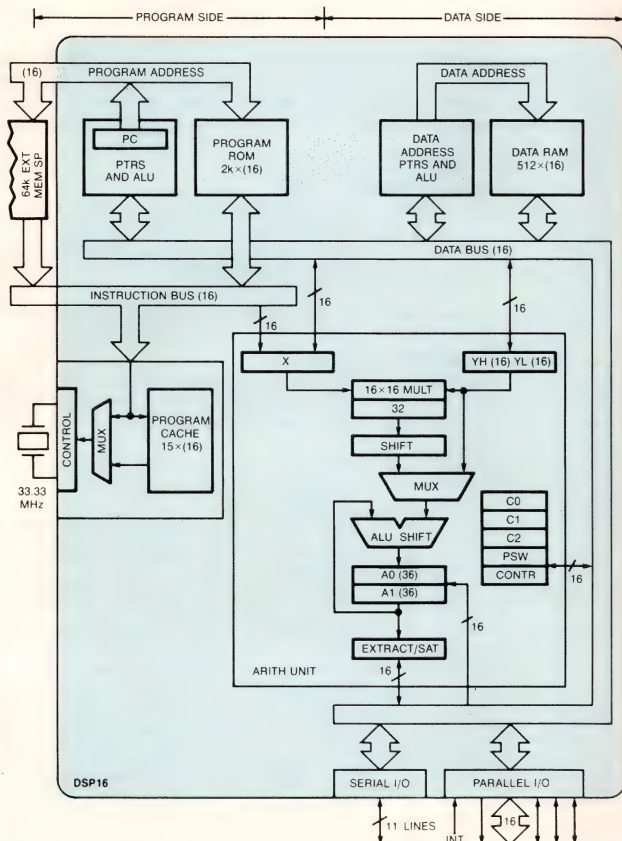 PROGRAM SIDE
DATA SIDE
(16)
PROGRAM ADDRESS
DATA ADDRESS
64k EXT
MEM SP
PC
PTRS
AND ALU
PROGRAM
ROM
2k×(16)
DATA
ADDRESS
PTRS AND
ALU
DATA RAM
512×(16)
DATA BUS (16)
INSTRUCTION BUS (16)
16
16
16
X
YH (16) YL (16)
16×16 MULT
32
SHIFT
MUX
CONTROL
MUX
PROGRAM
CACHE
15×(16)
33.33
MHz
ALU SHIFT
C0
C1
C2
PSW
CONTR
16
A0 (36)
A1 (36)
16
EXTRACT/SAT
16
ARITH UNIT
DSP16
SERIAL I/O
PARALLEL I/O
11 LINES
INT
16